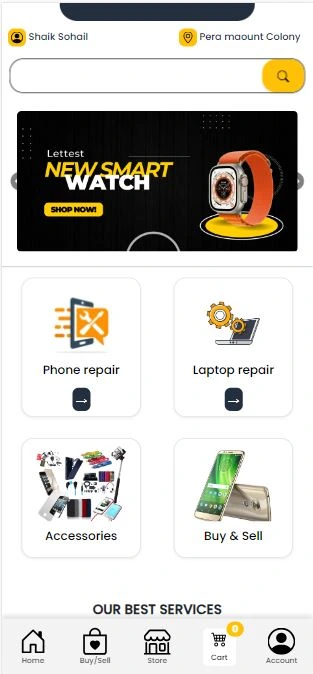 Shaik Sohail
Pera maount Colony
Lettest
NEW SMART
WATCH
SHOP NOW!
Phone repair
→
Laptop repair
→
Accessories
Buy & Sell
OUR BEST SERVICES
Home
Buy/Sell
Store
0
Cart
Account